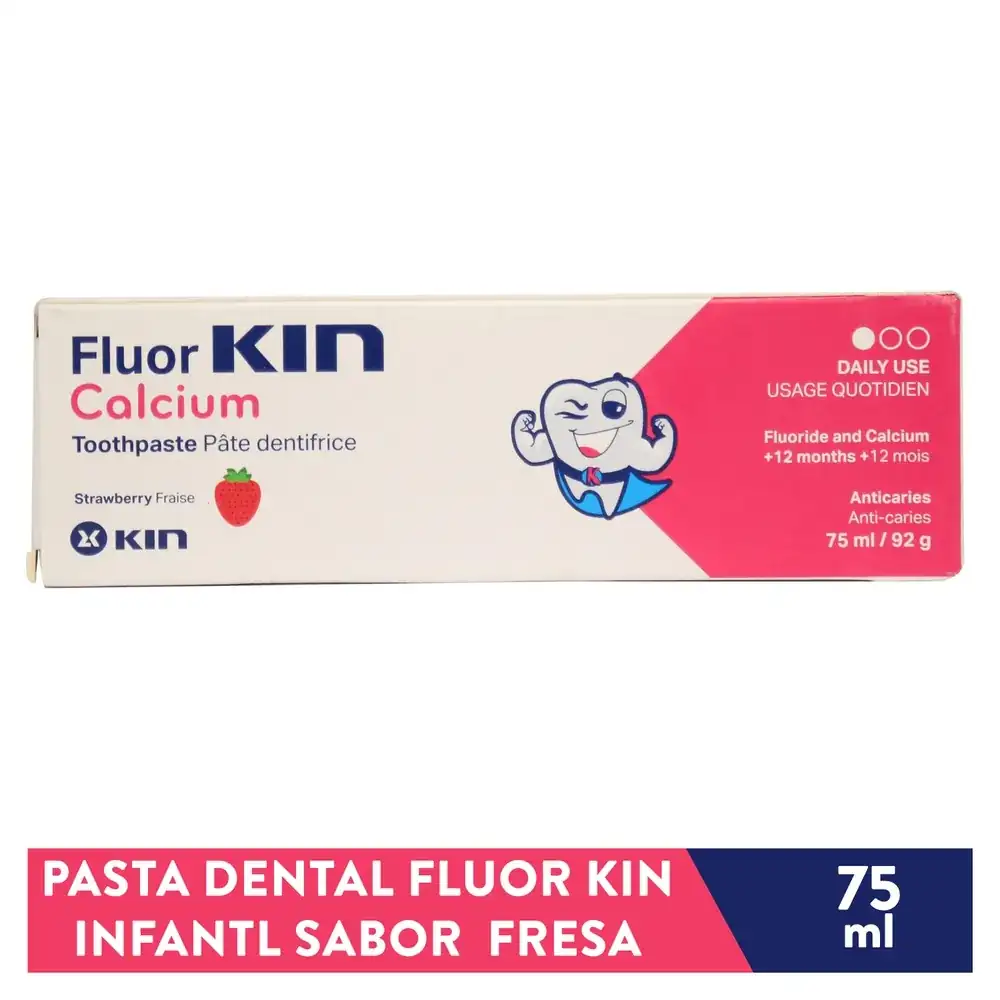 Fluor KIN
Calcium
Toothpaste Pâte dentifrice
Strawberry Fraise
KIN
DAILY USE
USAGE QUOTIDIEN
Fluoride and Calcium
+12 months +12 mois
Anticaries
Anti-caries
75 ml / 92 g
K
PASTA DENTAL FLUOR KIN
INFANTL SABOR FRESA
75
ml